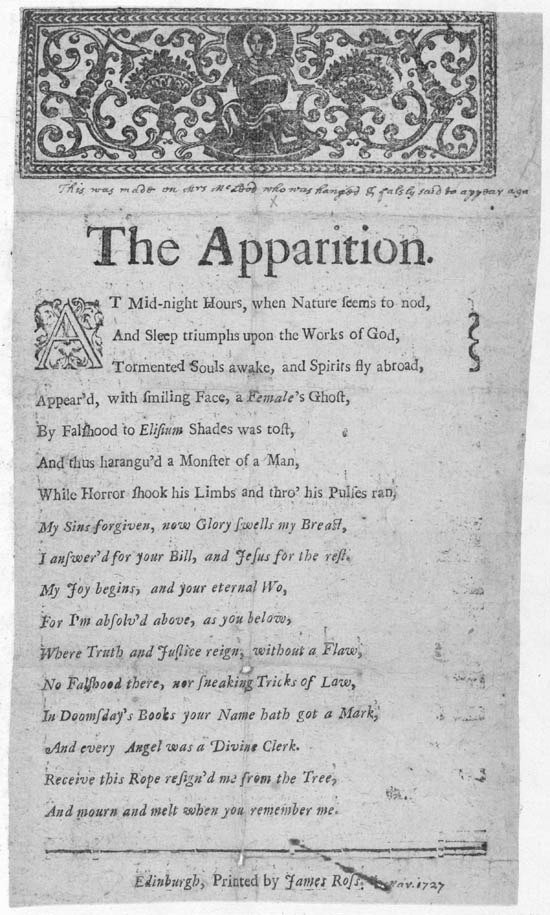 This was made on Mrs McLeod who was hanged & falsly said to appear aga
The Apparition.
AT Mid-night Hours, when Nature ſeems to nod,
And Sleep triumphs upon the Works of God,
Tormented Souls awake, and Spirits fly abroad,
Appear'd, with ſmiling Face, a Female's Ghoſt,
By Falſhood to Eliſium Shades was toſt,
And thus harangu'd a Monſter of a Man,
While Horror ſhook his Limbs and thro' his Pulſes ran,
My Sins forgiven, now Glory ſwells my Breaſt,
I anſwer'd for your Bill, and Jeſus for the reſt.
My Joy begins, and your eternal Wo,
For I'm abſolv'd above, as you below,
Where Truth and Juſtice reign, without a Flaw,
No Falſhood there, nor ſneaking Tricks of Law,
In Doomſday's Books your Name hath got a Mark,
And every Angel was a Divine Clerk.
Receive this Rope reſign'd me from the Tree,
And mourn and melt when you remember me.
Edinburgh, Printed by James Roſs. Mar. 1727